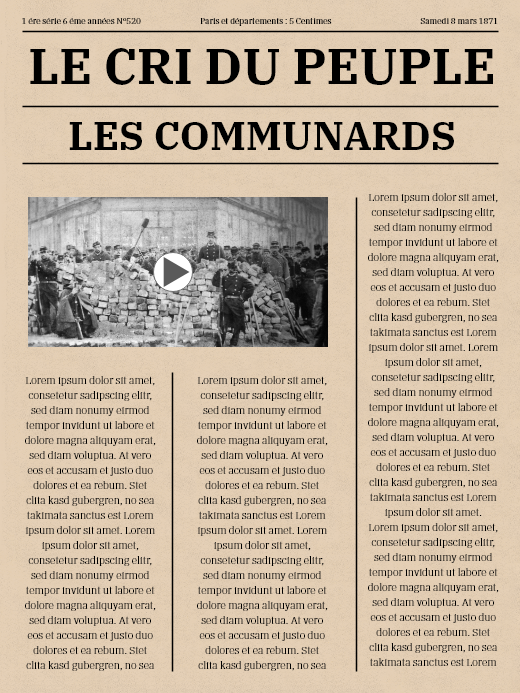 1 ére série 6 éme années N°520
Paris et départements : 5 Centimes
Samedi 8 mars 1871
LE CRI DU PEUPLE
LES COMMUNARDS
Lorem ipsum dolor sit amet,
consetetur sadipscing elitr,
sed diam nonumy eirmod
tempor invidunt ut labore et
dolore magna aliquyam erat,
sed diam voluptua. At vero
eos et accusam et justo duo
dolores et ea rebum. Stet
clita kasd gubergren, no sea
takimata sanctus est Lorem
ipsum dolor sit amet. Lorem
ipsum dolor sit amet,
consetetur sadipscing elitr,
sed diam nonumy eirmod
tempor invidunt ut labore et
dolore magna aliquyam erat,
sed diam voluptua. At vero
eos et accusam et justo duo
dolores et ea rebum. Stet
clita kasd gubergren, no sea
Lorem ipsum dolor sit amet,
consetetur sadipscing elitr,
sed diam nonumy eirmod
tempor invidunt ut labore et
dolore magna aliquyam erat,
sed diam voluptua. At vero
eos et accusam et justo duo
dolores et ea rebum. Stet
clita kasd gubergren, no sea
takimata sanctus est Lorem
ipsum dolor sit amet. Lorem
ipsum dolor sit amet,
consetetur sadipscing elitr,
sed diam nonumy eirmod
tempor invidunt ut labore et
dolore magna aliquyam erat,
sed diam voluptua. At vero
eos et accusam et justo duo
dolores et ea rebum. Stet
clita kasd gubergren, no sea
Lorem ipsum dolor sit amet,
consetetur sadipscing elitr,
sed diam nonumy eirmod
tempor invidunt ut labore et
dolore magna aliquyam erat,
sed diam voluptua. At vero
eos et accusam et justo duo
dolores et ea rebum. Stet
clita kasd gubergren, no sea
takimata sanctus est Lorem
ipsum dolor sit amet. Lorem
ipsum dolor sit amet,
consetetur sadipscing elitr,
sed diam nonumy eirmod
tempor invidunt ut labore et
dolore magna aliquyam erat,
sed diam voluptua. At vero
eos et accusam et justo duo
dolores et ea rebum. Stet
clita kasd gubergren, no sea
takimata sanctus est Lorem
ipsum dolor sit amet.
Lorem ipsum dolor sit amet,
consetetur sadipscing elitr,
sed diam nonumy eirmod
tempor invidunt ut labore et
dolore magna aliquyam erat,
sed diam voluptua. At vero
eos et accusam et justo duo
dolores et ea rebum. Stet
clita kasd gubergren, no sea
takimata sanctus est Lorem